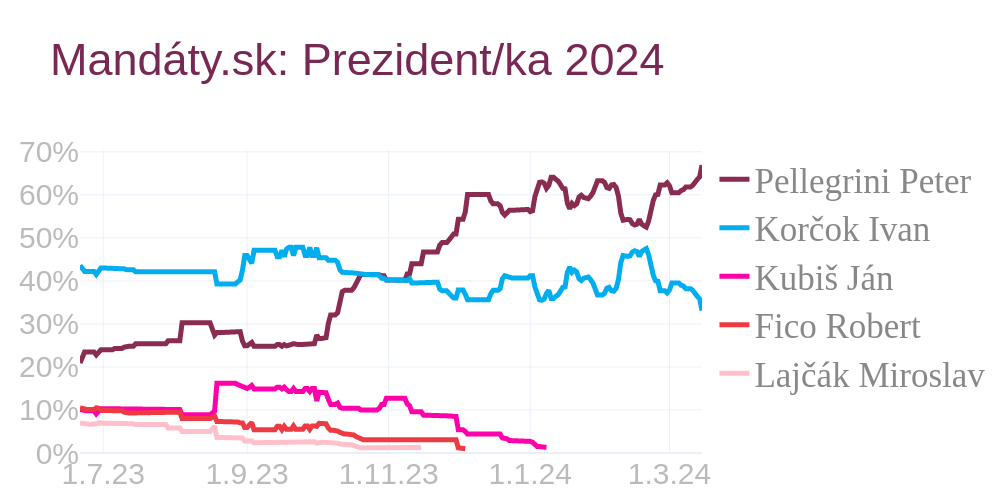 Mandáty.sk: Prezident/ka 2024
70%
60%
50%
40%
30%
20%
10%
0%
1.7.23 1.9.23 1.11.23 1.1.24 1.3.24
Pellegrini Peter
Korčok Ivan
Kubiš Ján
Fico Robert
Lajčák Miroslav